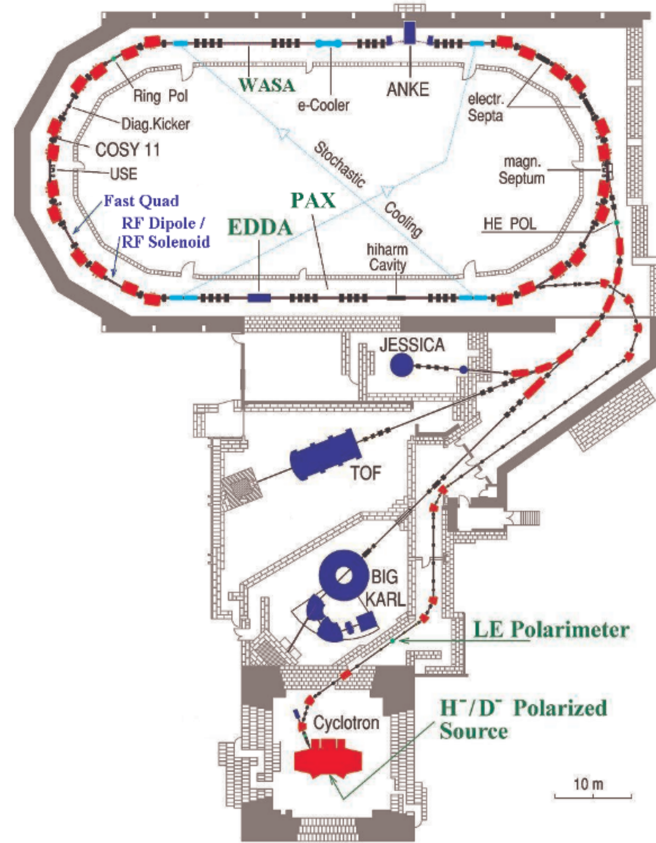 WASA
e-Cooler
ANKE
Ring Pol
electr.
Septa
Diag.Kicker
COSY 11
USE
magn.
Septum
Stochastic
Cooling
Fast Quad
PAX
HE POL
RF Dipole /
RF Solenoid
EDDA
hiharm
Cavity
JESSICA
TOF
BIG
KARL
LE Polarimeter
H⁻/D⁻ Polarized
Source
Cyclotron
10 m